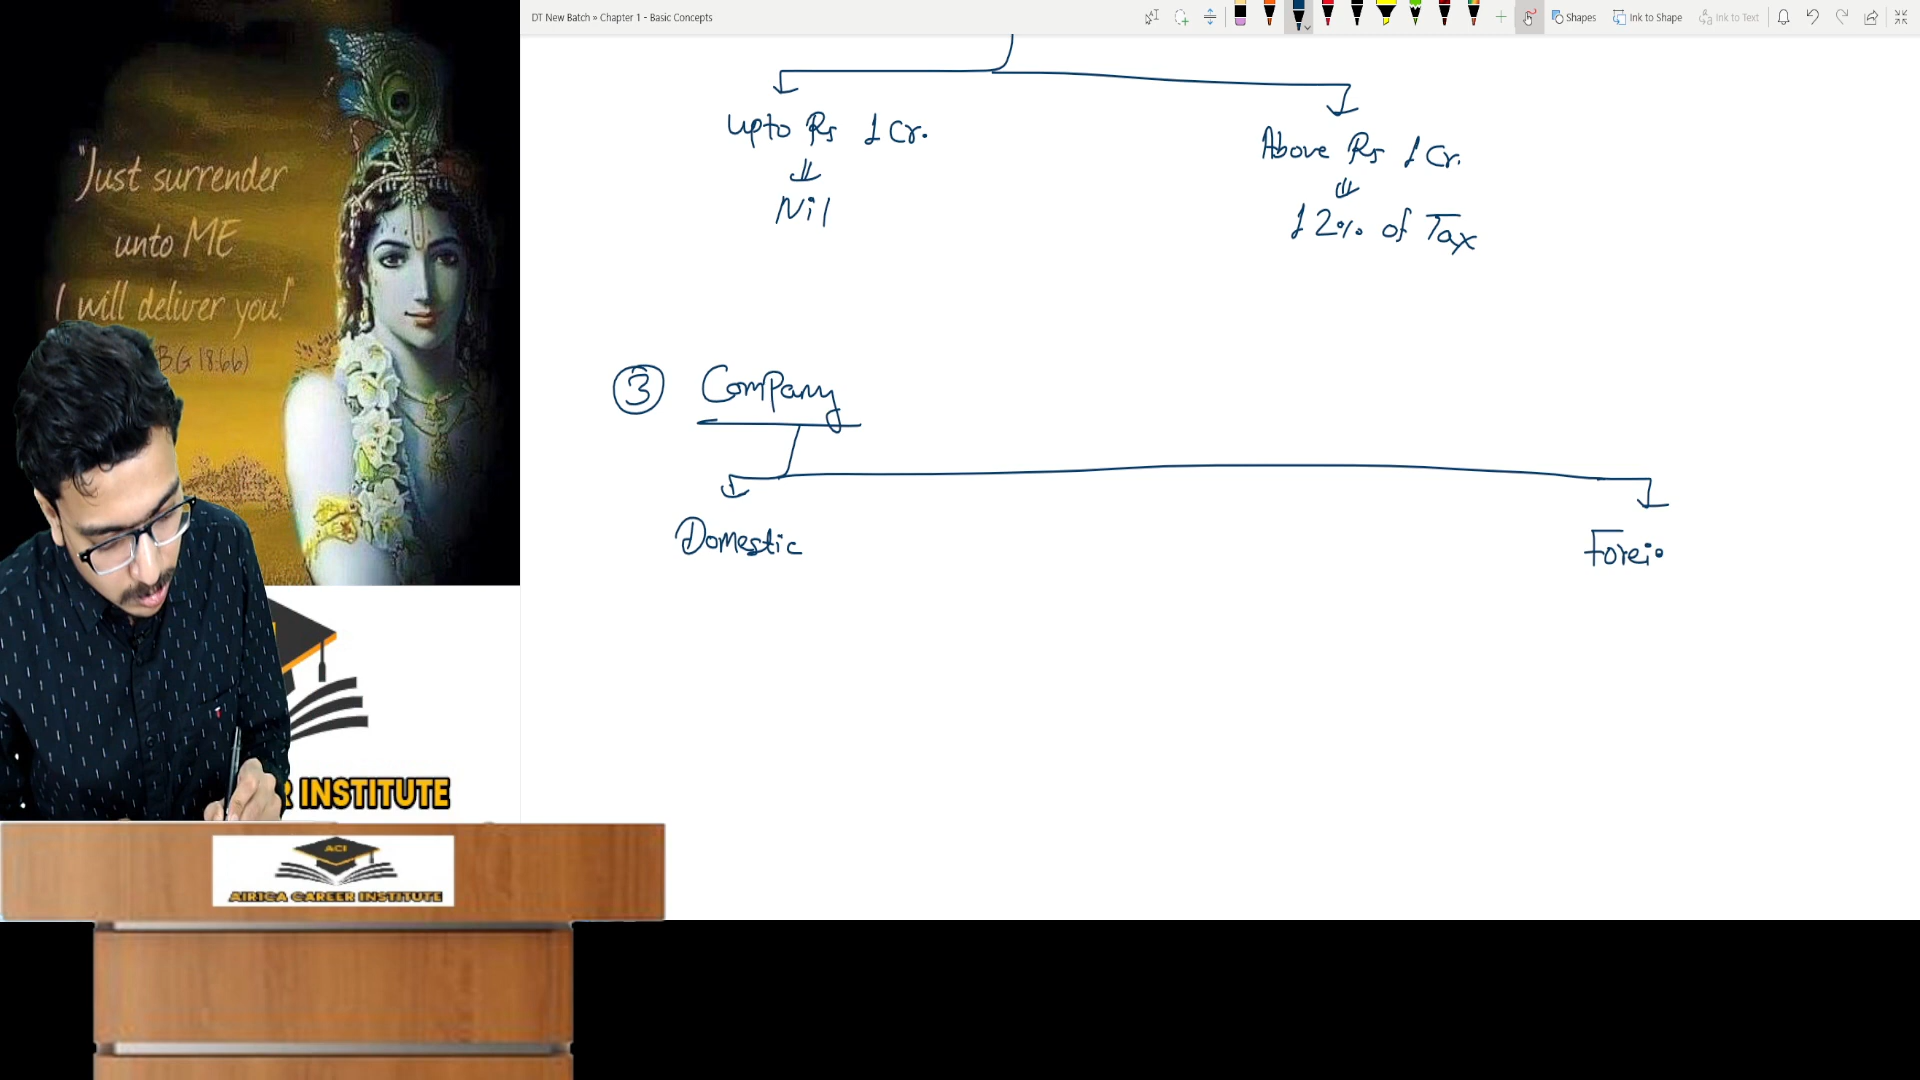 DT New Batch » Chapter 1 - Basic Concepts
Shapes
Ink to Shape
Ink to Text
Upto Rs 1 Cr.
Above Rs 1 Cr.
Nil
12% of Tax
"Just surrender
unto ME
I will deliver you!"
B.G 18:66)
③ Company
Domestic
Forei
R INSTITUTE
ACI
AIRICA CAREER INSTITUTE